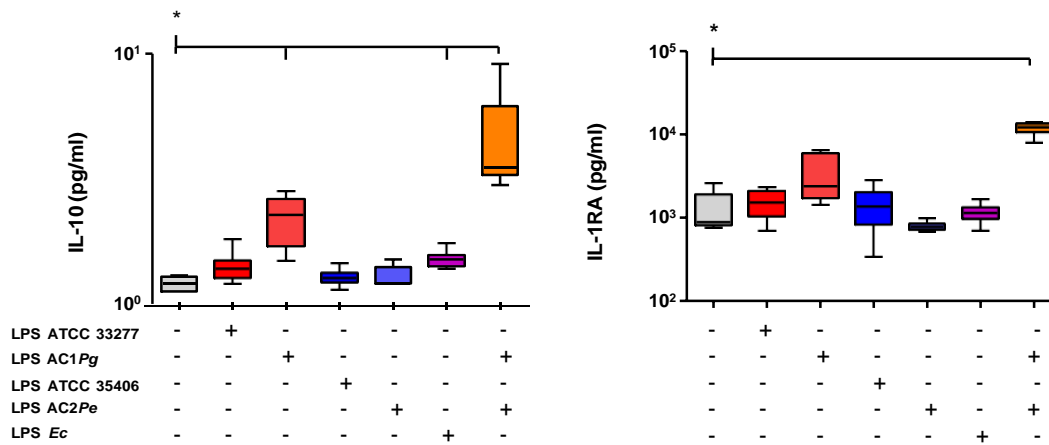 *
*
10¹
10⁰
IL-10 (pg/ml)
10⁵
10⁴
10³
10²
IL-1RA (pg/ml)
LPS ATCC 33277 - + - - - - - - + - - - - -
LPS AC1Pg - - + - - - + - - + - - - +
LPS ATCC 35406 - - - + - - - - - - + - - -
LPS AC2Pe - - - - + - + - - - - + - +
LPS Ec - - - - - + - - - - - - + -